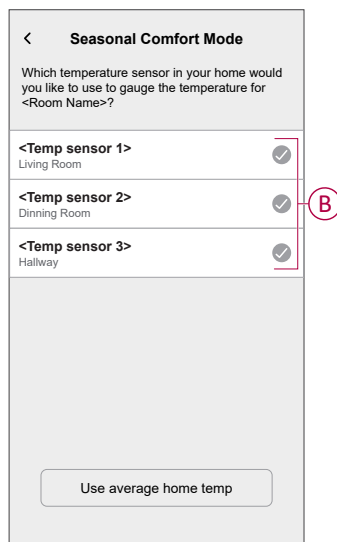 Seasonal Comfort Mode
Which temperature sensor in your home would
you like to use to gauge the temperature for
<Room Name>?
<Temp sensor 1>
Living Room
<Temp sensor 2>
Dinning Room
<Temp sensor 3>
Hallway
B
Use average home temp